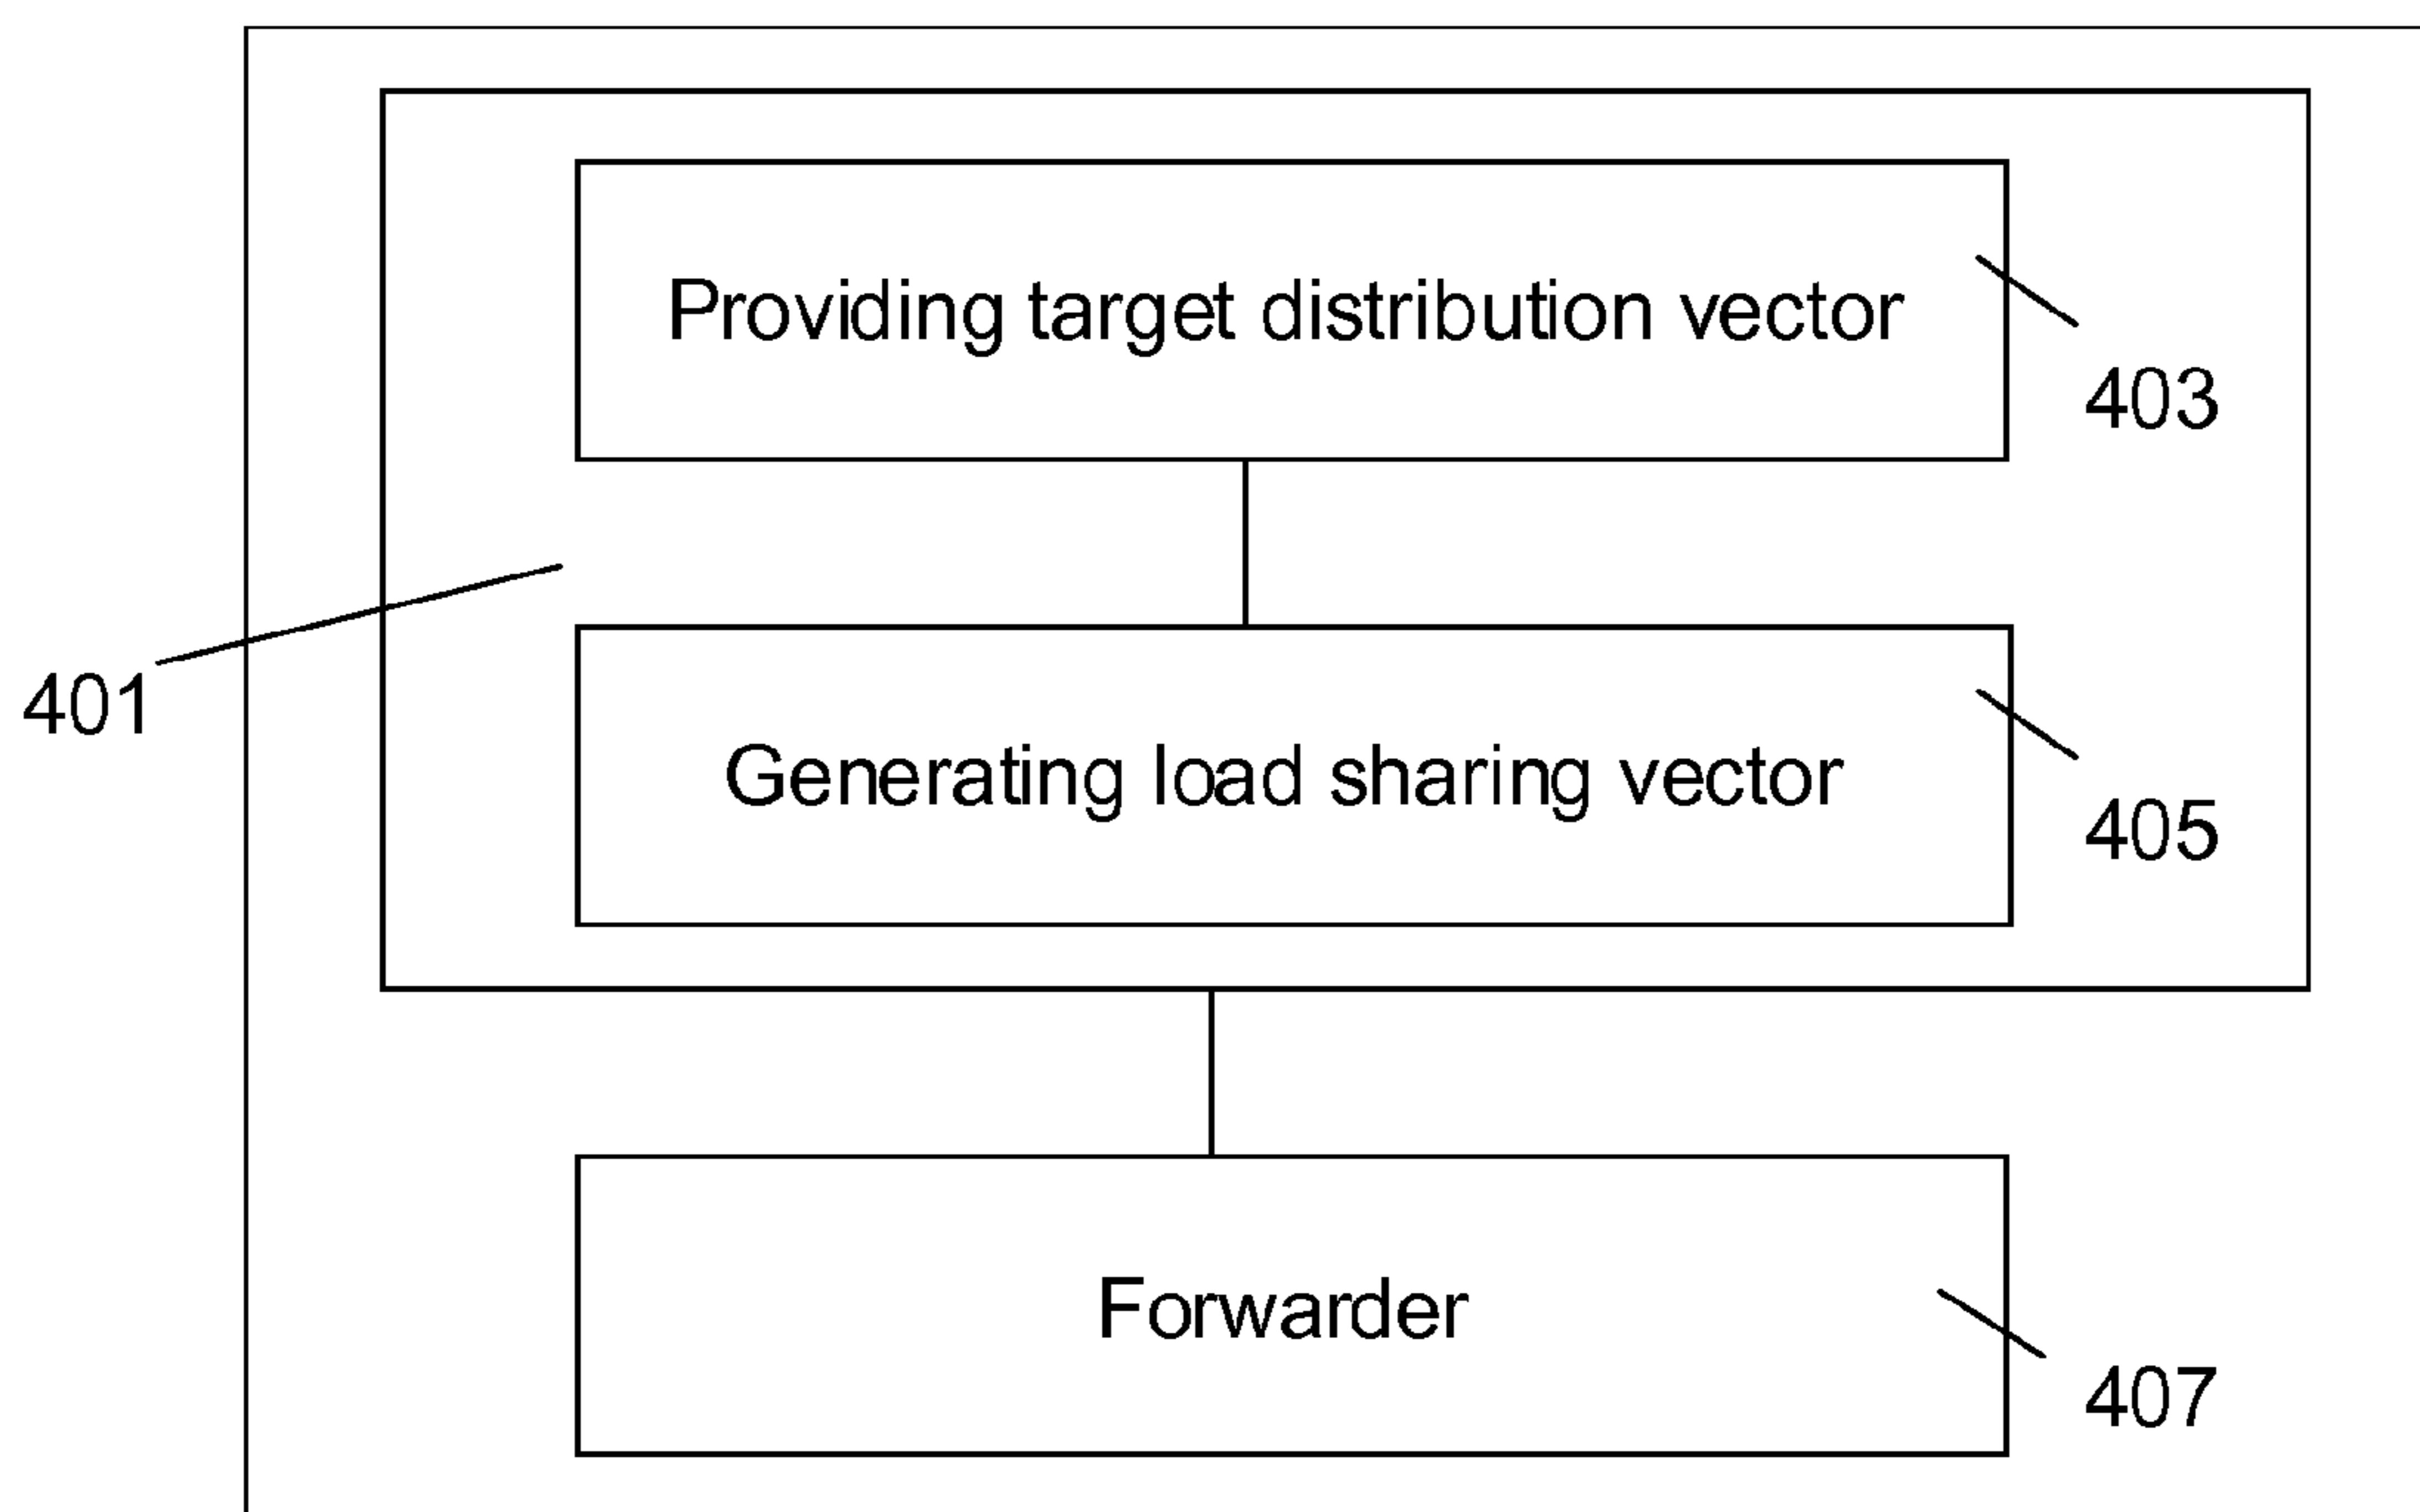 Providing target distribution vector
403
401
Generating load sharing vector
405
Forwarder
407